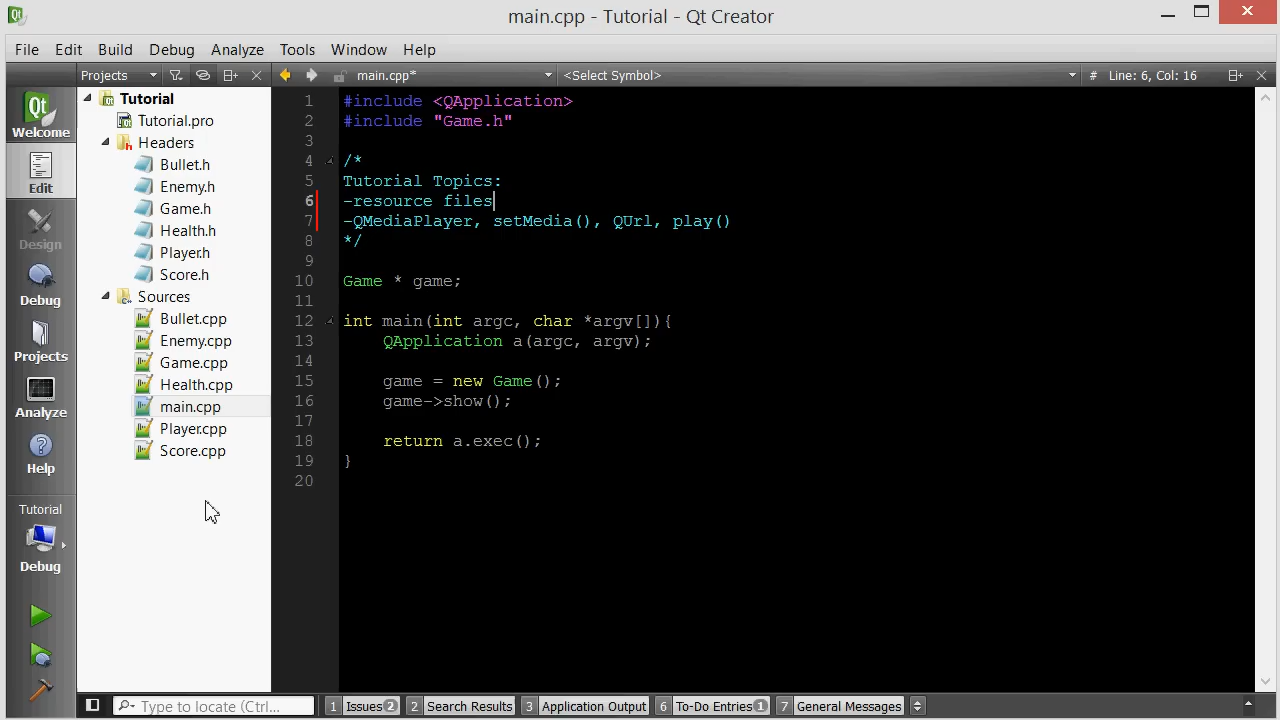 main.cpp - Tutorial - Qt Creator
File Edit Build Debug Analyze Tools Window Help
Projects main.cpp* <Select Symbol> # Line: 6, Col: 16
Welcome
Edit
Design
Debug
Projects
Analyze
Help
Tutorial
Debug
Tutorial
Tutorial.pro
Headers
Bullet.h
Enemy.h
Game.h
Health.h
Player.h
Score.h
Sources
Bullet.cpp
Enemy.cpp
Game.cpp
Health.cpp
main.cpp
Player.cpp
Score.cpp
1 #include <QApplication>
2 #include "Game.h"
3
4 /*
5 Tutorial Topics:
6 -resource files
7 -QMediaPlayer, setMedia(), QUrl, play()
8 */
9
10 Game * game;
11
12 int main(int argc, char *argv[]){
13 QApplication a(argc, argv);
14
15 game = new Game();
16 game->show();
17
18 return a.exec();
19 }
20
Type to locate (Ctrl... 1 Issues 2 2 Search Results 3 Application Output 6 To-Do Entries 1 7 General Messages